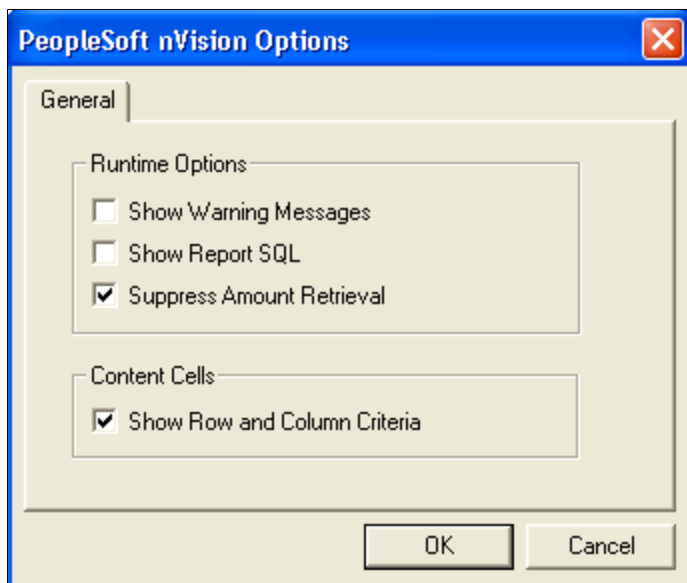 PeopleSoft nVision Options
General
Runtime Options
Show Warning Messages
Show Report SQL
Suppress Amount Retrieval
Content Cells
Show Row and Column Criteria
OK Cancel